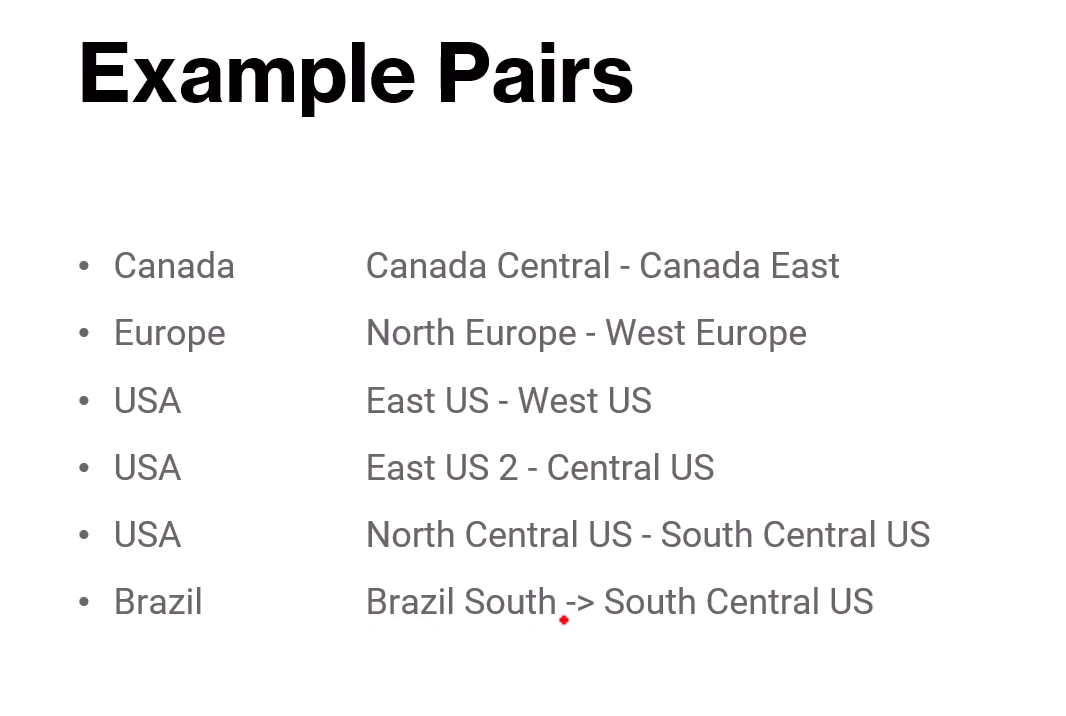 Example Pairs
• Canada Canada Central - Canada East
• Europe North Europe - West Europe
• USA East US - West US
• USA East US 2 - Central US
• USA North Central US - South Central US
• Brazil Brazil South -> South Central US